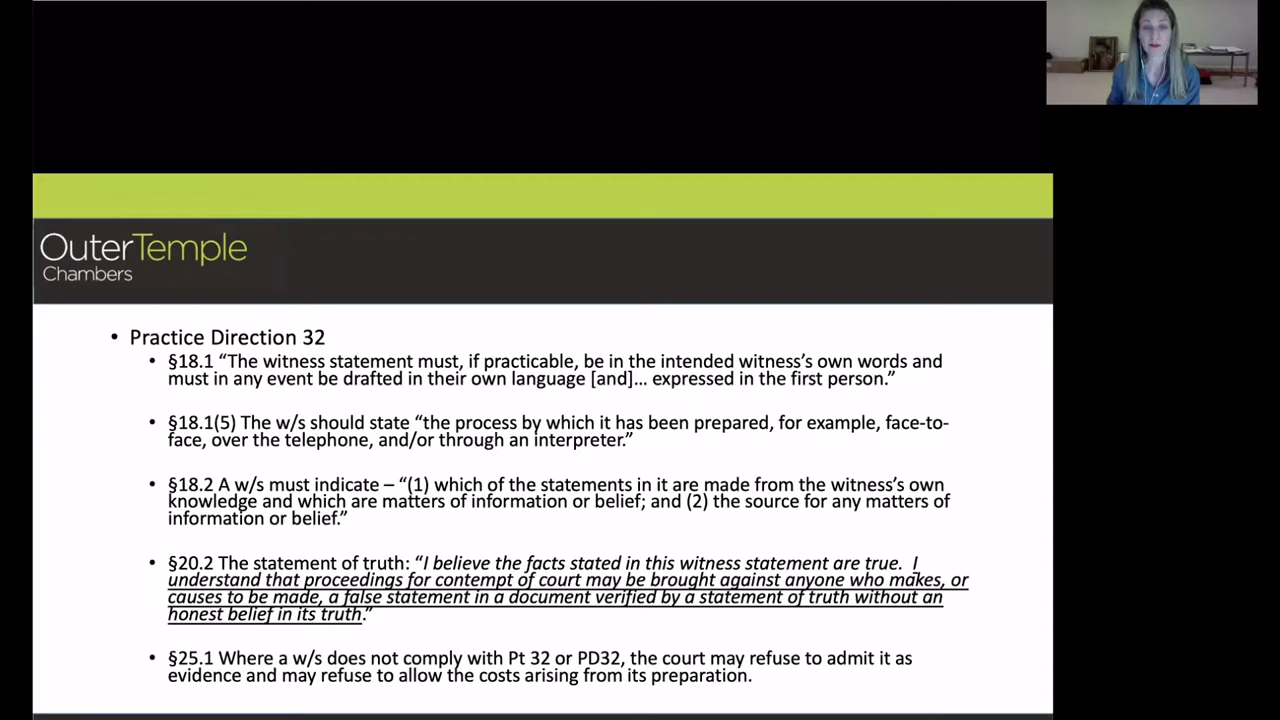 OuterTemple
Chambers
• Practice Direction 32
• §18.1 “The witness statement must, if practicable, be in the intended witness’s own words and
must in any event be drafted in their own language [and]… expressed in the first person.”
• §18.1(5) The w/s should state “the process by which it has been prepared, for example, face-to-
face, over the telephone, and/or through an interpreter.”
• §18.2 A w/s must indicate – “(1) which of the statements in it are made from the witness’s own
knowledge and which are matters of information or belief; and (2) the source for any matters of
information or belief.”
• §20.2 The statement of truth: “I believe the facts stated in this witness statement are true. I
understand that proceedings for contempt of court may be brought against anyone who makes, or
causes to be made, a false statement in a document verified by a statement of truth without an
honest belief in its truth.”
• §25.1 Where a w/s does not comply with Pt 32 or PD32, the court may refuse to admit it as
evidence and may refuse to allow the costs arising from its preparation.